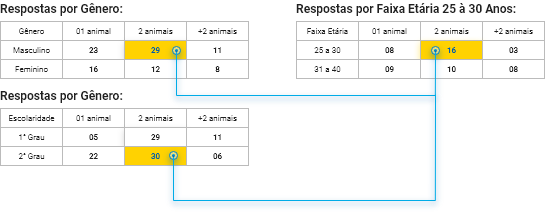 Respostas por Gênero:
Gênero 01 animal 2 animais +2 animais
Masculino 23 29 11
Feminino 16 12 8
Respostas por Faixa Etária 25 à 30 Anos:
Faixa Etária 01 animal 2 animais +2 animais
25 a 30 08 16 03
31 a 40 09 10 08
Respostas por Gênero:
Escolaridade 01 animal 2 animais +2 animais
1° Grau 05 29 11
2° Grau 22 30 06